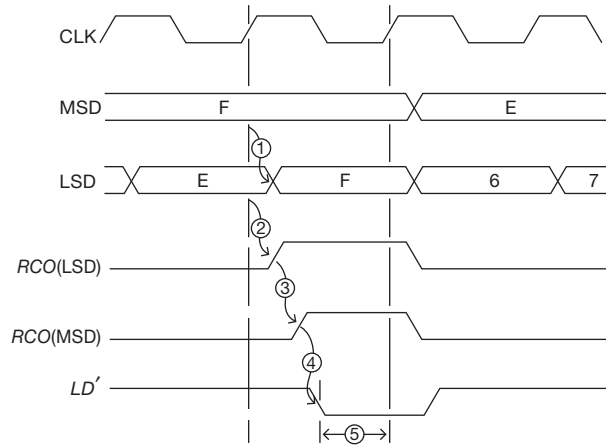 CLK
MSD F E
① 
LSD E F 6 7
②
RCO(LSD)
③
RCO(MSD)
④
LD′
⑤